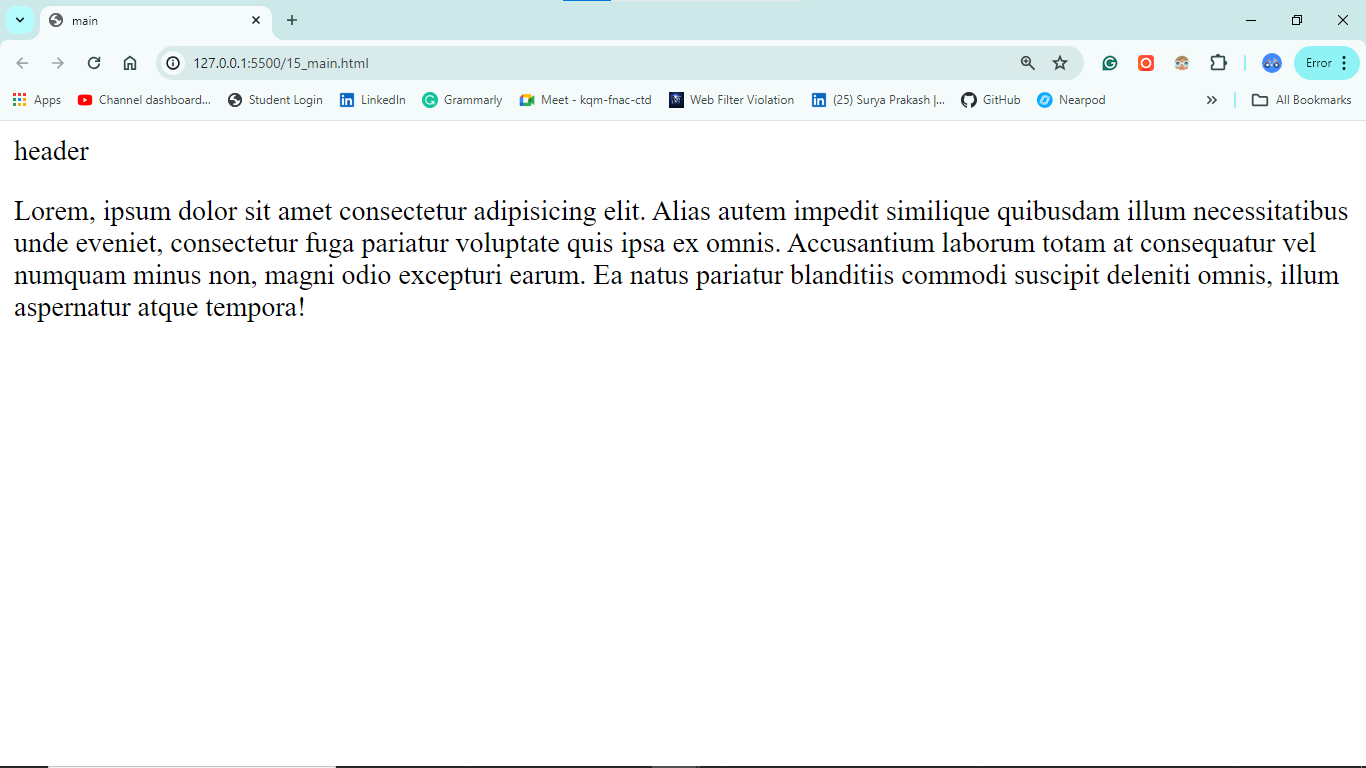 main
127.0.0.1:5500/15_main.html
Error
Apps
Channel dashboard...
Student Login
LinkedIn
Grammarly
Meet - kqm-fnac-ctd
Web Filter Violation
(25) Surya Prakash |...
GitHub
Nearpod
All Bookmarks
header
Lorem, ipsum dolor sit amet consectetur adipisicing elit. Alias autem impedit similique quibusdam illum necessitatibus
unde eveniet, consectetur fuga pariatur voluptate quis ipsa ex omnis. Accusantium laborum totam at consequatur vel
numquam minus non, magni odio excepturi earum. Ea natus pariatur blanditiis commodi suscipit deleniti omnis, illum
aspernatur atque tempora!